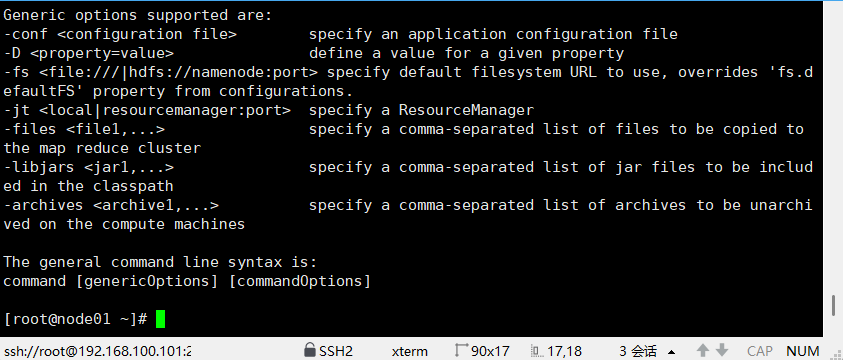 Generic options supported are:
-conf <configuration file>        specify an application configuration file
-D <property=value>               define a value for a given property
-fs <file:///|hdfs://namenode:port> specify default filesystem URL to use, overrides 'fs.d
efaultFS' property from configurations.
-jt <local|resourcemanager:port>  specify a ResourceManager
-files <file1,...>                specify a comma-separated list of files to be copied to
the map reduce cluster
-libjars <jar1,...>               specify a comma-separated list of jar files to be includ
ed in the classpath
-archives <archive1,...>          specify a comma-separated list of archives to be unarchi
ved on the compute machines
The general command line syntax is:
command [genericOptions] [commandOptions]
[root@node01 ~]#
ssh://root@192.168.100.101:2 SSH2 xterm 90x17 17,18 3 会话 CAP NUM